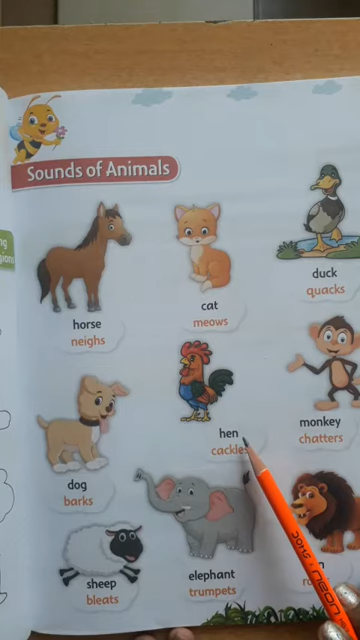 Sounds of Animals
horse
neighs
cat
meows
duck
quacks
dog
barks
hen
cackles
monkey
chatters
sheep
bleats
elephant
trumpets